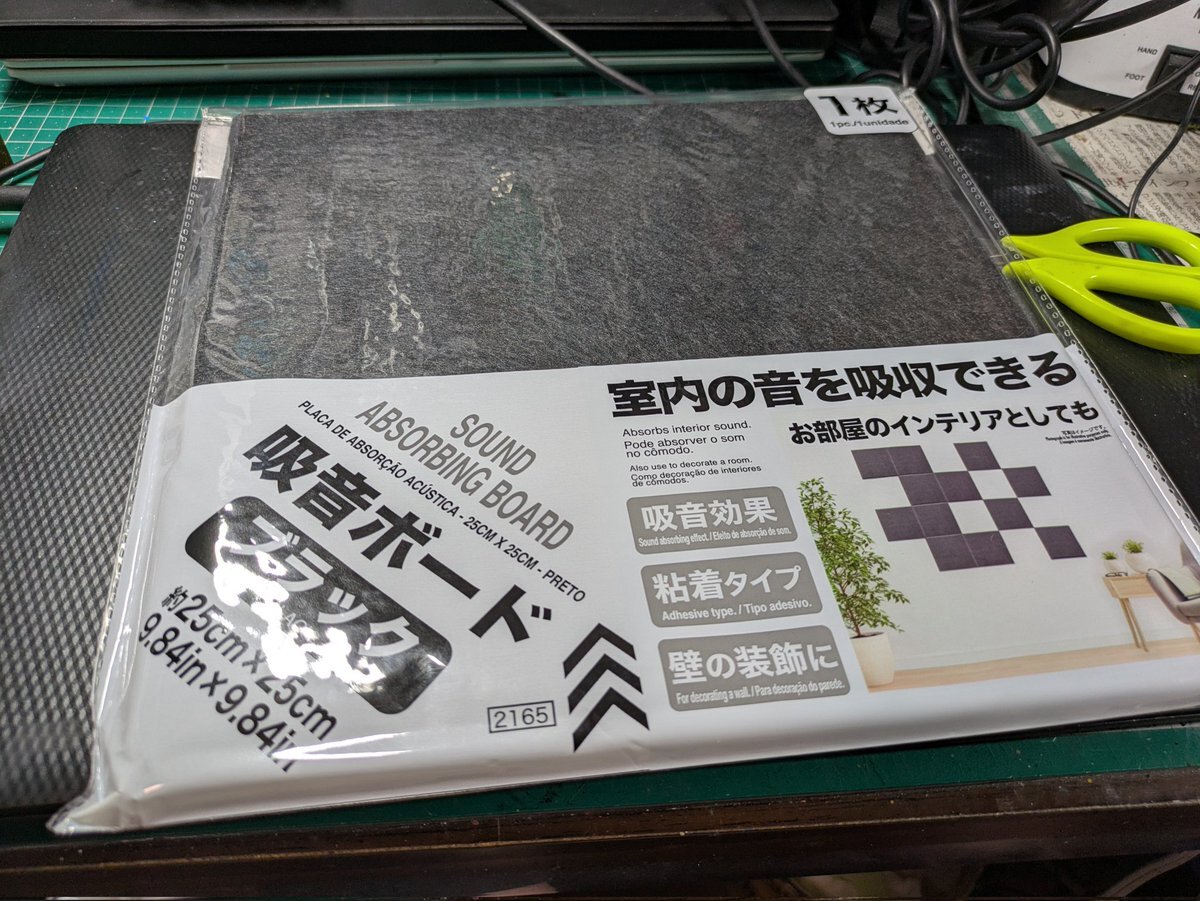 HAND
FOOT
1枚
1pc./1unidade
SOUND
ABSORBING BOARD
PLACA DE ABSORÇÃO ACÚSTICA - 25CM X 25CM - PRETO
吸音ボード
ブラック
約25cm×25cm
9.84in×9.84in
2165
室内の音を吸収できる
お部屋のインテリアとしても
Absorbs interior sound.
Pode absorver o som
no cômodo.
Also use to decorate a room.
Como decoração de interiores
de cômodos.
吸音効果
Sound absorbing effect. / Efeito de absorção de som.
粘着タイプ
Adhesive type. / Tipo adesivo.
壁の装飾に
For decorating a wall. / Para decoração do parede.